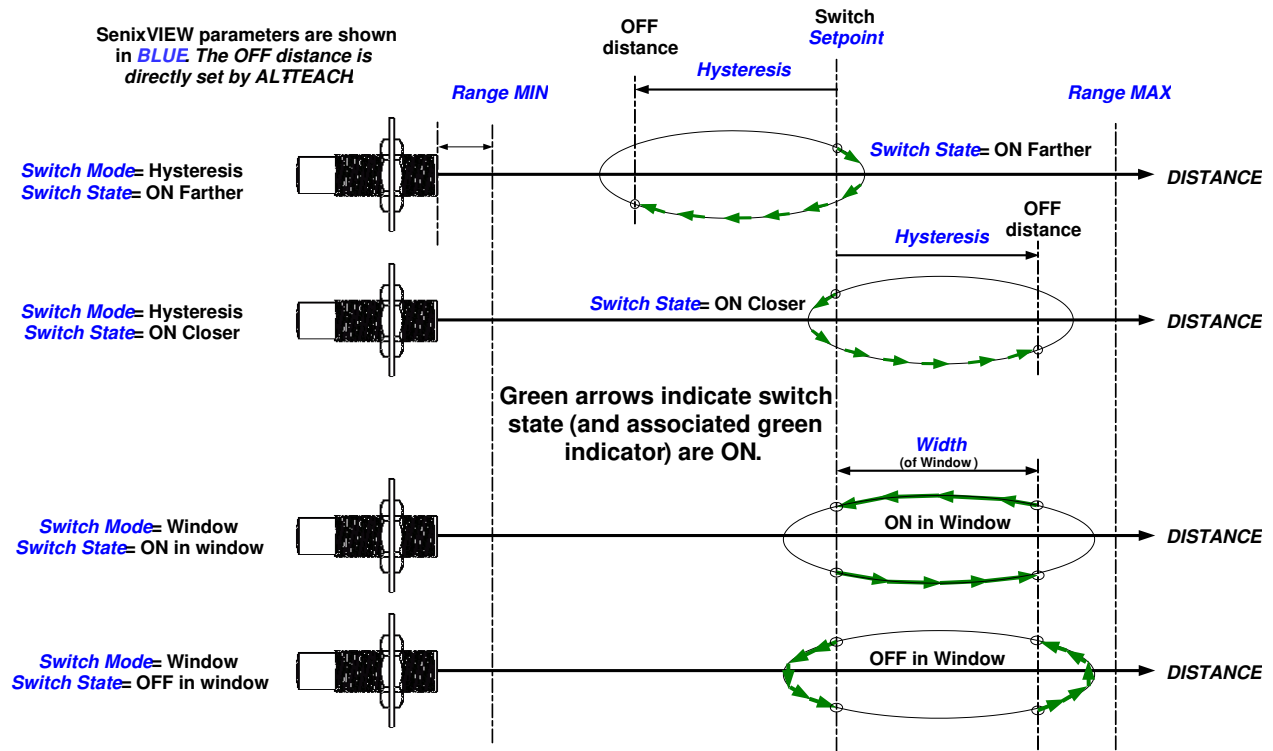 SenixVIEW parameters are shown
in BLUE. The OFF distance is
directly set by ALTTEACH.
OFF
distance
Switch
Setpoint
Hysteresis
Range MIN
Range MAX
Switch Mode= Hysteresis
Switch State= ON Farther
Switch State= ON Farther
DISTANCE
OFF
distance
Hysteresis
Switch Mode= Hysteresis
Switch State= ON Closer
Switch State= ON Closer
DISTANCE
Green arrows indicate switch
state (and associated green
indicator) are ON.
Width
(of Window)
Switch Mode= Window
Switch State= ON in window
ON in Window
DISTANCE
Switch Mode= Window
Switch State= OFF in window
OFF in Window
DISTANCE